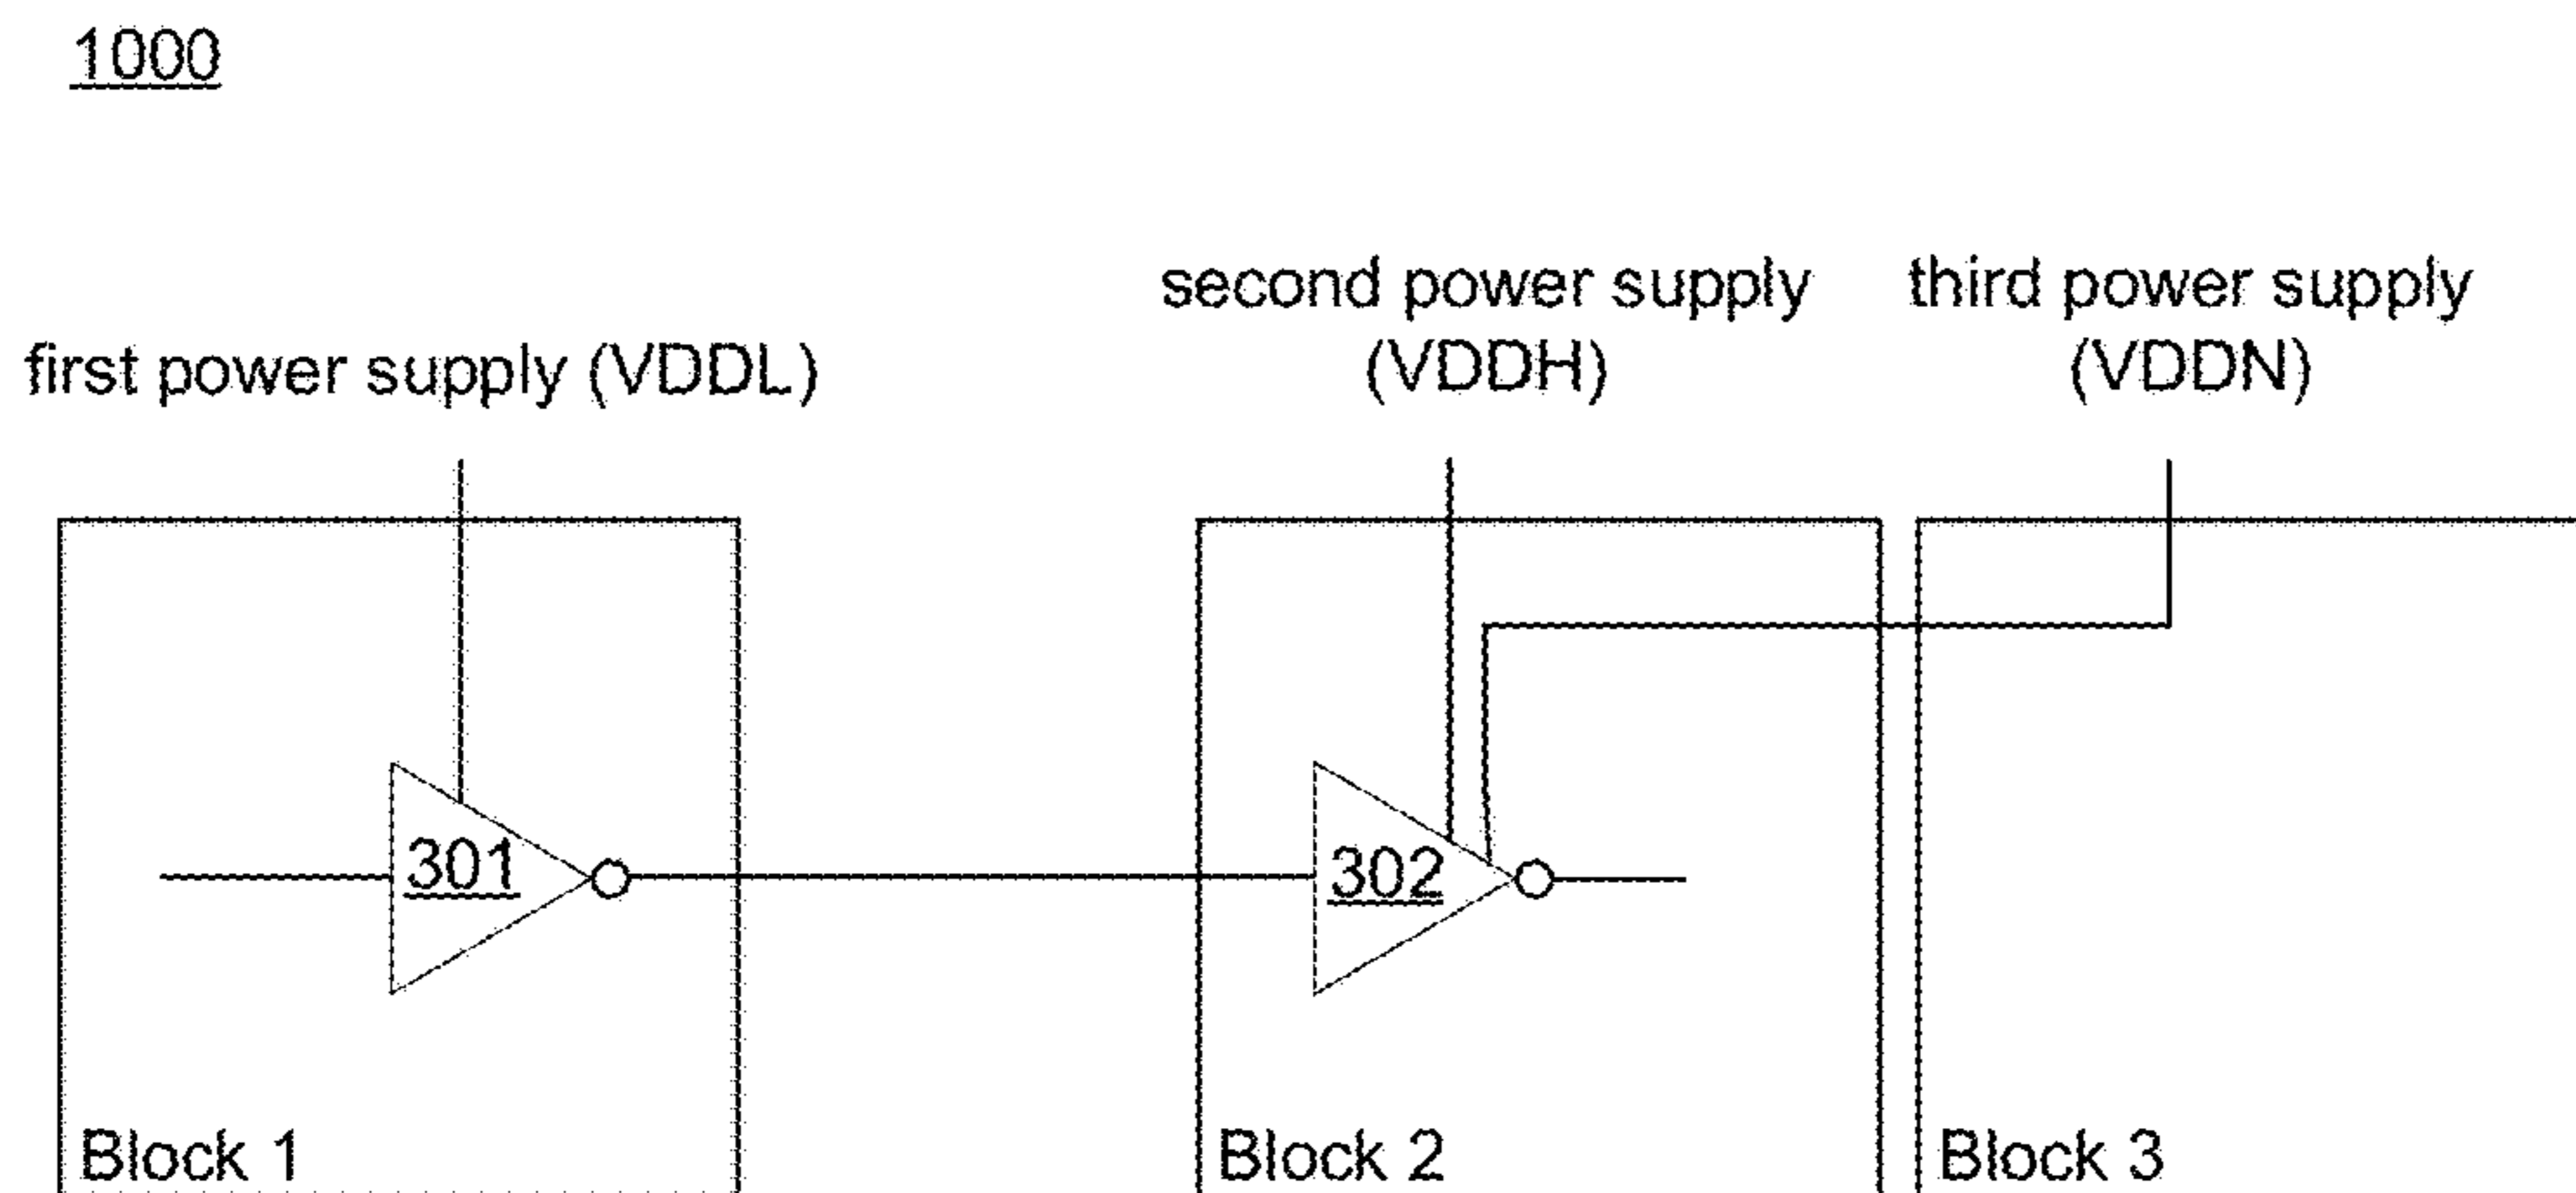 1000
first power supply (VDDL)
second power supply
(VDDH)
third power supply
(VDDN)
301
302
Block 1
Block 2
Block 3